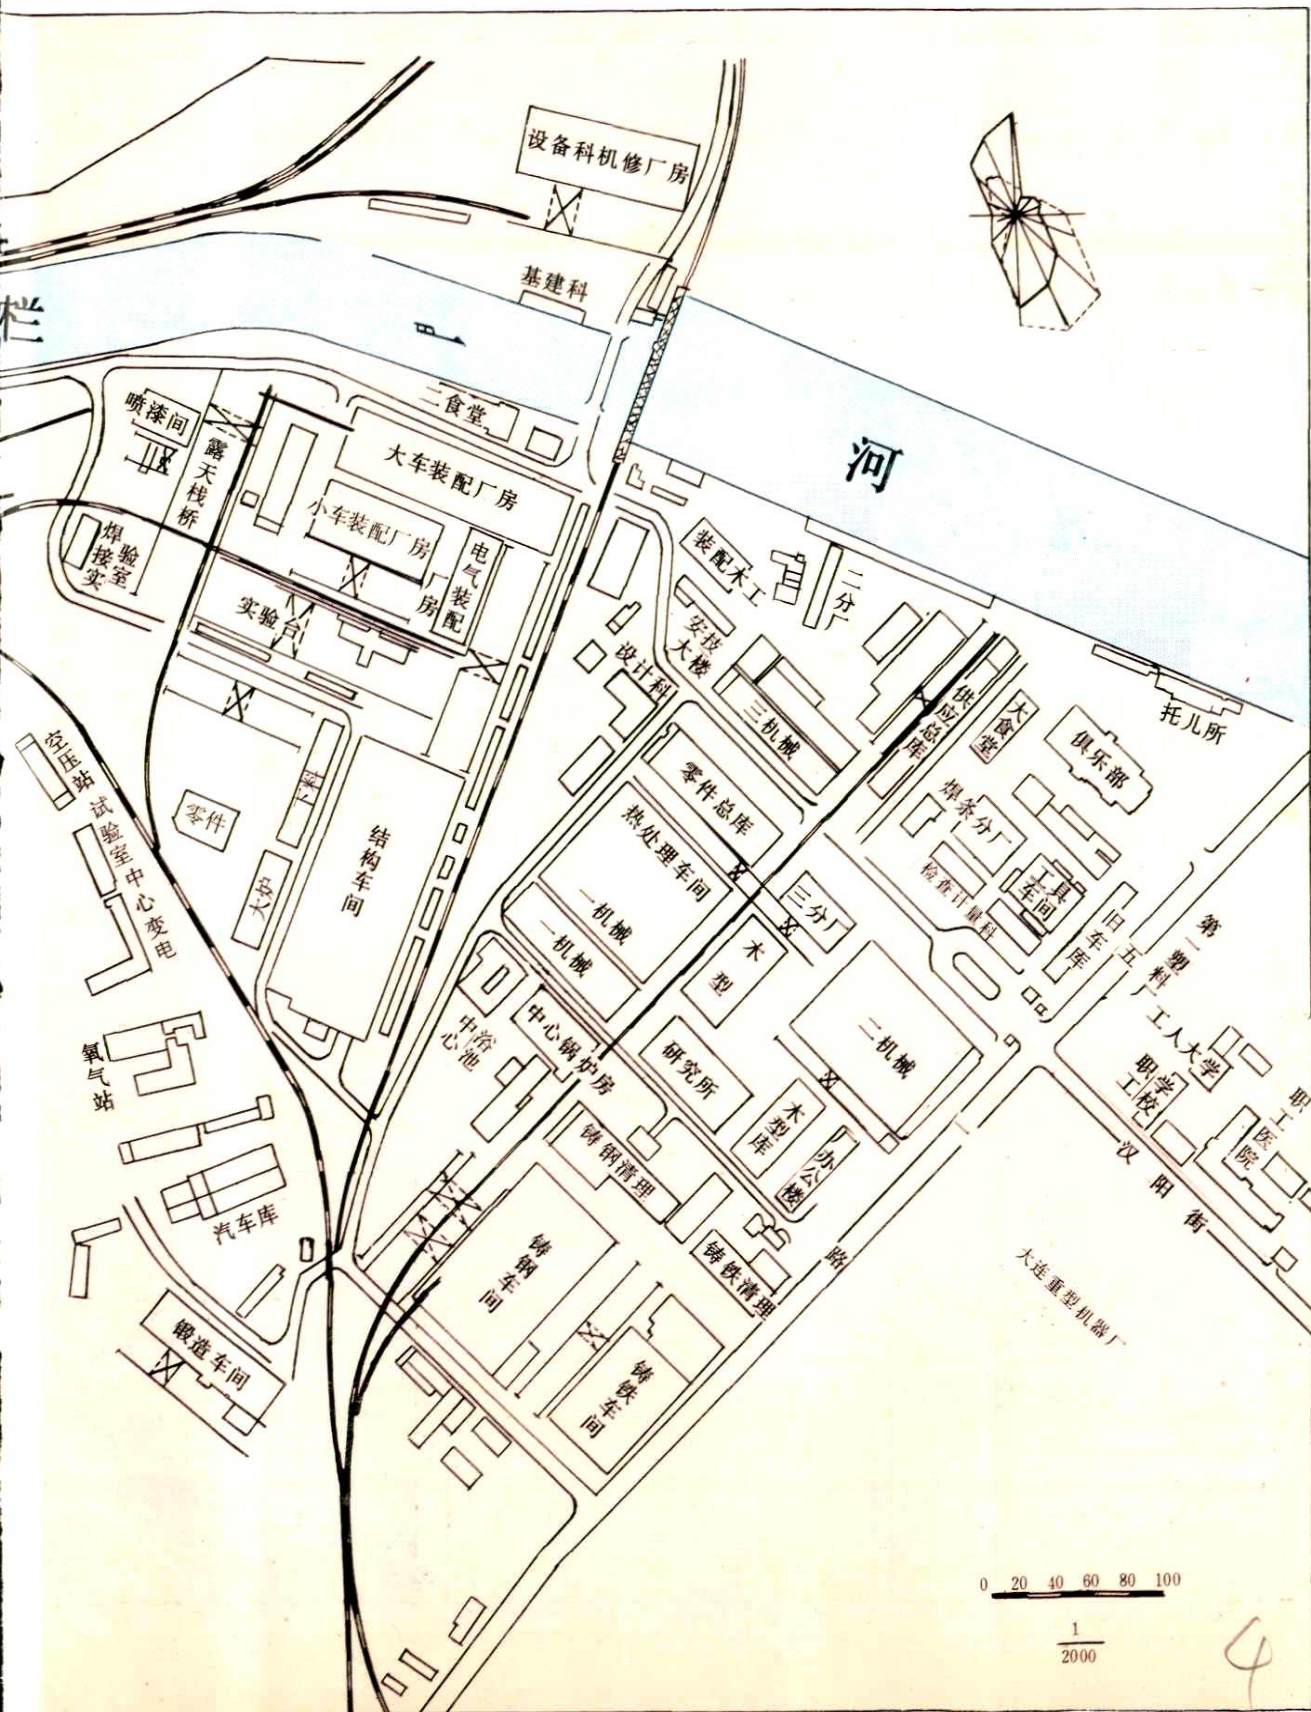 设备科机修厂房
基建科
栏
河
二食堂
喷漆间
露天栈桥
大车装配厂房
小车装配厂房
电气装配
厂房
焊接实
验室
实验台
装配木工
二分厂
安技
大楼
设计科
三机械
供应总库
大食堂
托儿所
俱乐部
空压站
试验室中心变电
零件
下料
大炉
结构车间
零件总库
热处理车间
一机械
一机械
焊条分厂
检查计量科
工具
车间
旧车库
五
三分厂
木型
第一塑料厂
工人大学
职工
学校
职工医院
汉阳街
二机械
中心
浴池
中心锅炉房
研究所
木型库
办公楼
氧气站
汽车库
铸钢清理
铸铁清理
路
铸钢车间
铸铁车间
锻造车间
大连重型机器厂
0 20 40 60 80 100
1
2000
4